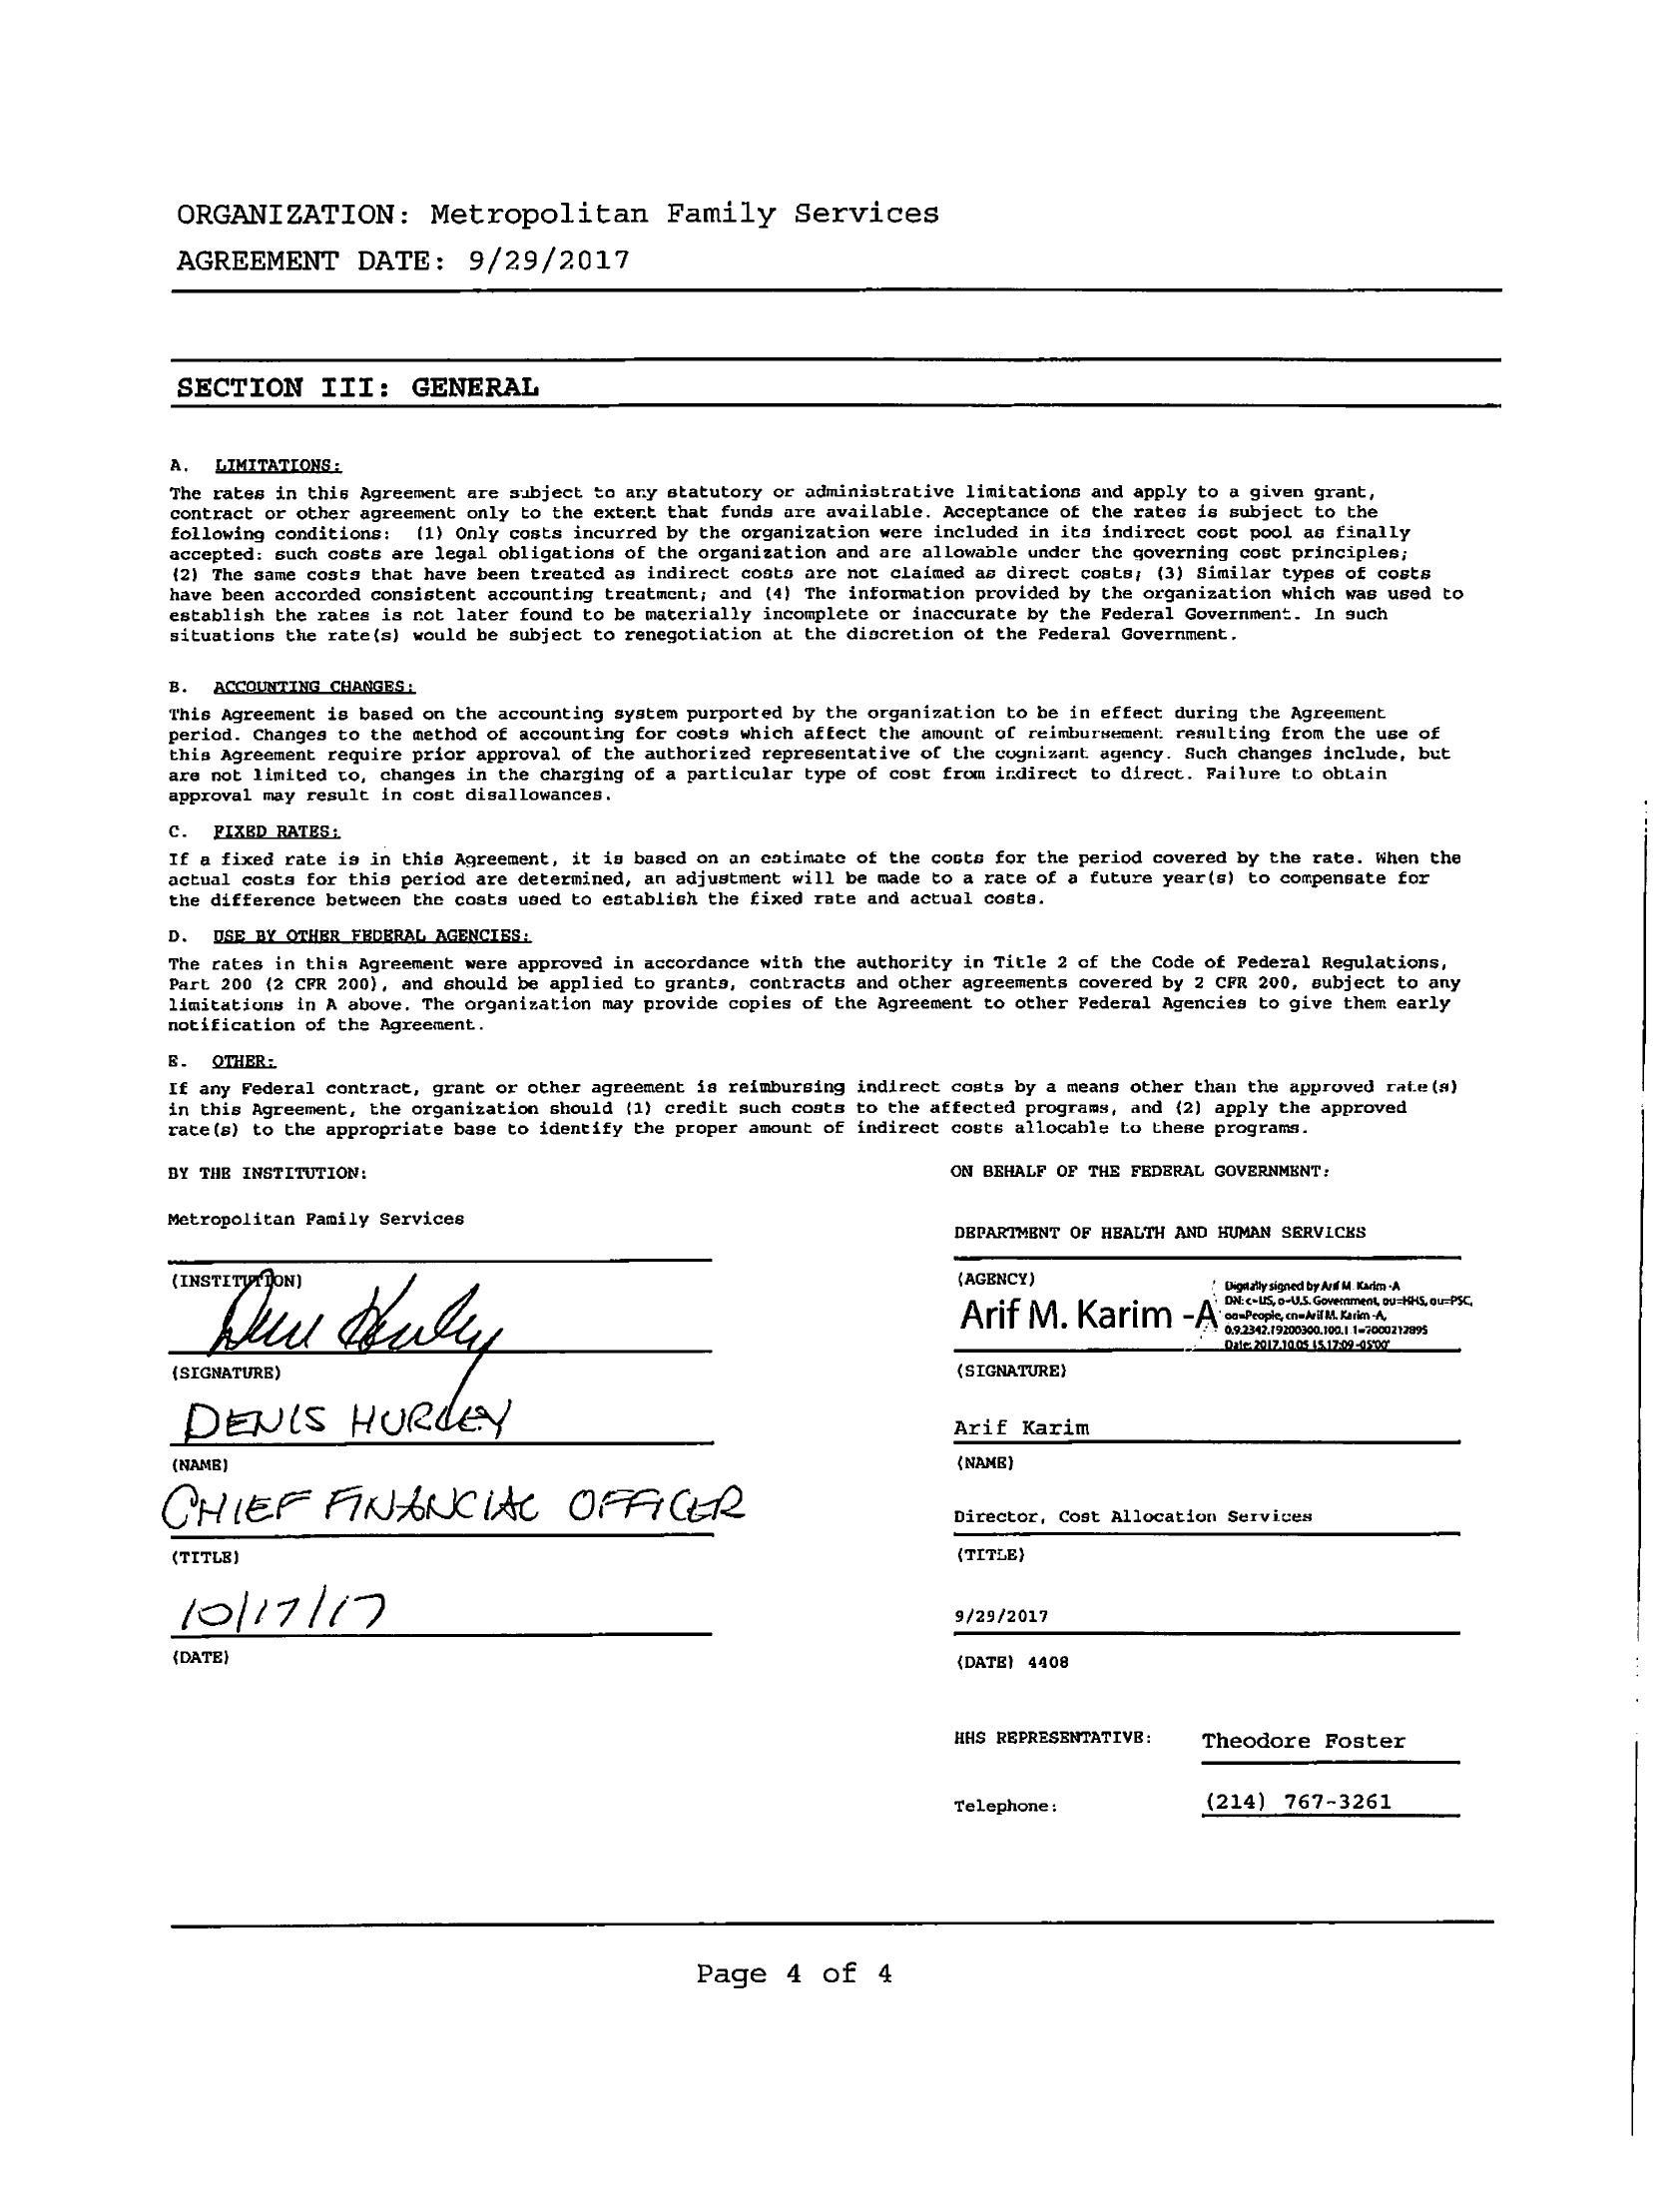 ORGANIZATION: Metropolitan Family Services
AGREEMENT DATE: 9/29/2017
SECTION III: GENERAL
A. LIMITATIONS:
The rates in this Agreement are subject to any statutory or administrative limitations and apply to a given grant,
contract or other agreement only to the extent that funds are available. Acceptance of the rates is subject to the
following conditions: (1) Only costs incurred by the organization were included in its indirect cost pool as finally
accepted: such costs are legal obligations of the organization and are allowable under the governing cost principles;
(2) The same costs that have been treated as indirect costs are not claimed as direct costs; (3) Similar types of costs
have been accorded consistent accounting treatment; and (4) The information provided by the organization which was used to
establish the rates is not later found to be materially incomplete or inaccurate by the Federal Government. In such
situations the rate(s) would be subject to renegotiation at the discretion of the Federal Government.
B. ACCOUNTING CHANGES:
This Agreement is based on the accounting system purported by the organization to be in effect during the Agreement
period. Changes to the method of accounting for costs which affect the amount of reimbursement resulting from the use of
this Agreement require prior approval of the authorized representative of the cognizant agency. Such changes include, but
are not limited to, changes in the charging of a particular type of cost from indirect to direct. Failure to obtain
approval may result in cost disallowances.
C. FIXED RATES:
If a fixed rate is in this Agreement, it is based on an estimate of the costs for the period covered by the rate. When the
actual costs for this period are determined, an adjustment will be made to a rate of a future year(s) to compensate for
the difference between the costs used to establish the fixed rate and actual costs.
D. USE BY OTHER FEDERAL AGENCIES:
The rates in this Agreement were approved in accordance with the authority in Title 2 of the Code of Federal Regulations,
Part 200 (2 CFR 200), and should be applied to grants, contracts and other agreements covered by 2 CFR 200, subject to any
limitations in A above. The organization may provide copies of the Agreement to other Federal Agencies to give them early
notification of the Agreement.
E. OTHER:
If any Federal contract, grant or other agreement is reimbursing indirect costs by a means other than the approved rate(s)
in this Agreement, the organization should (1) credit such costs to the affected programs, and (2) apply the approved
rate(s) to the appropriate base to identify the proper amount of indirect costs allocable to these programs.
BY THE INSTITUTION:
Metropolitan Family Services
(INSTITUTION)
(SIGNATURE)
DENIS HURLEY
(NAME)
CHIEF FINANCIAL OFFICER
(TITLE)
10/17/17
(DATE)
ON BEHALF OF THE FEDERAL GOVERNMENT:
DEPARTMENT OF HEALTH AND HUMAN SERVICES
(AGENCY)
Arif M. Karim -A
Digitally signed by Arif M. Karim -A
DN: c=US, o=U.S. Government, ou=HHS, ou=PSC,
ou=People, cn=Arif M. Karim -A,
0.9.2342.19200300.100.1.1=2000212895
Date: 2017.10.05 15:17:09 -05'00'
(SIGNATURE)
Arif Karim
(NAME)
Director, Cost Allocation Services
(TITLE)
9/29/2017
(DATE) 4408
HHS REPRESENTATIVE: Theodore Foster
Telephone: (214) 767-3261
Page 4 of 4